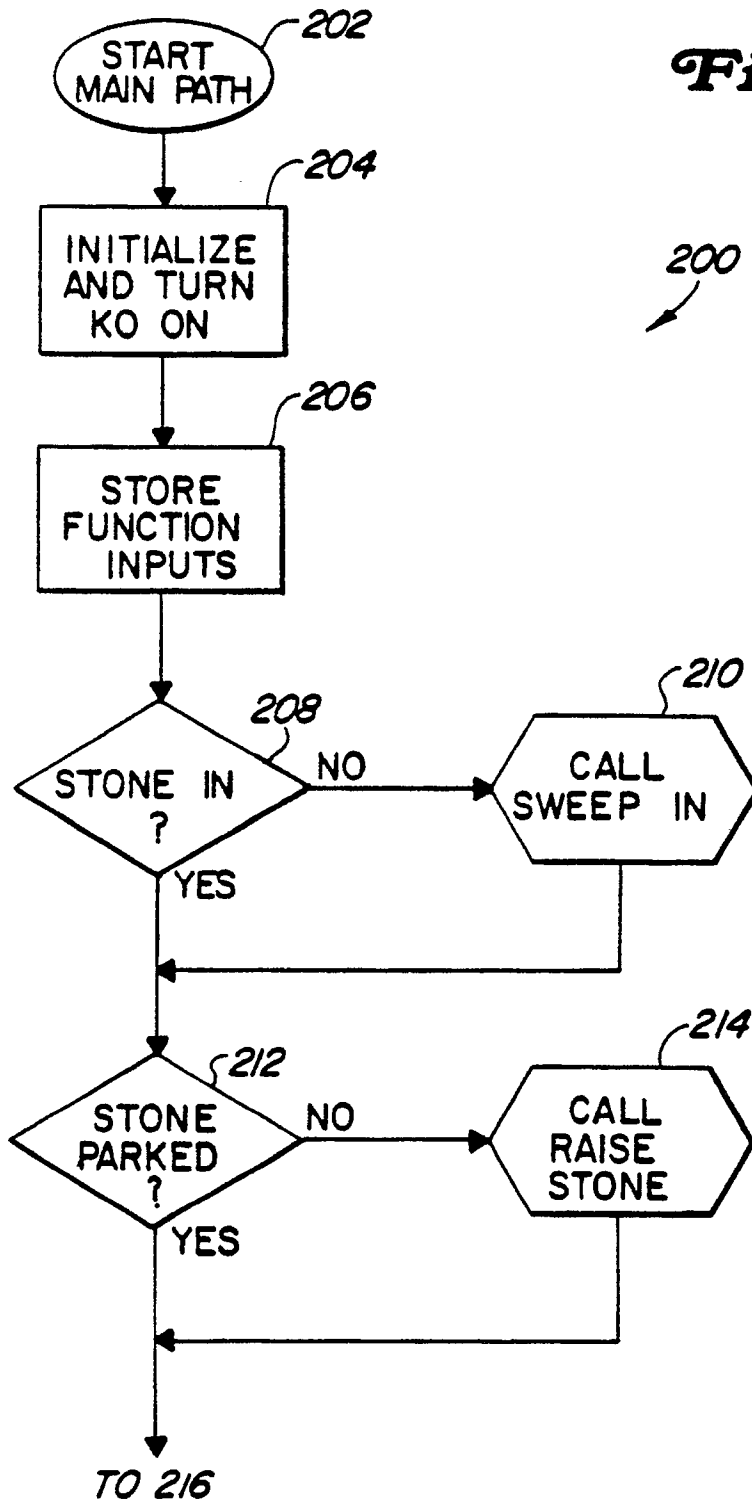 202
START
MAIN PATH
Fi
204
INITIALIZE
AND TURN
KO ON
200
206
STORE
FUNCTION
INPUTS
208
STONE IN
?
NO
210
CALL
SWEEP IN
YES
212
STONE
PARKED
?
NO
214
CALL
RAISE
STONE
YES
TO 216